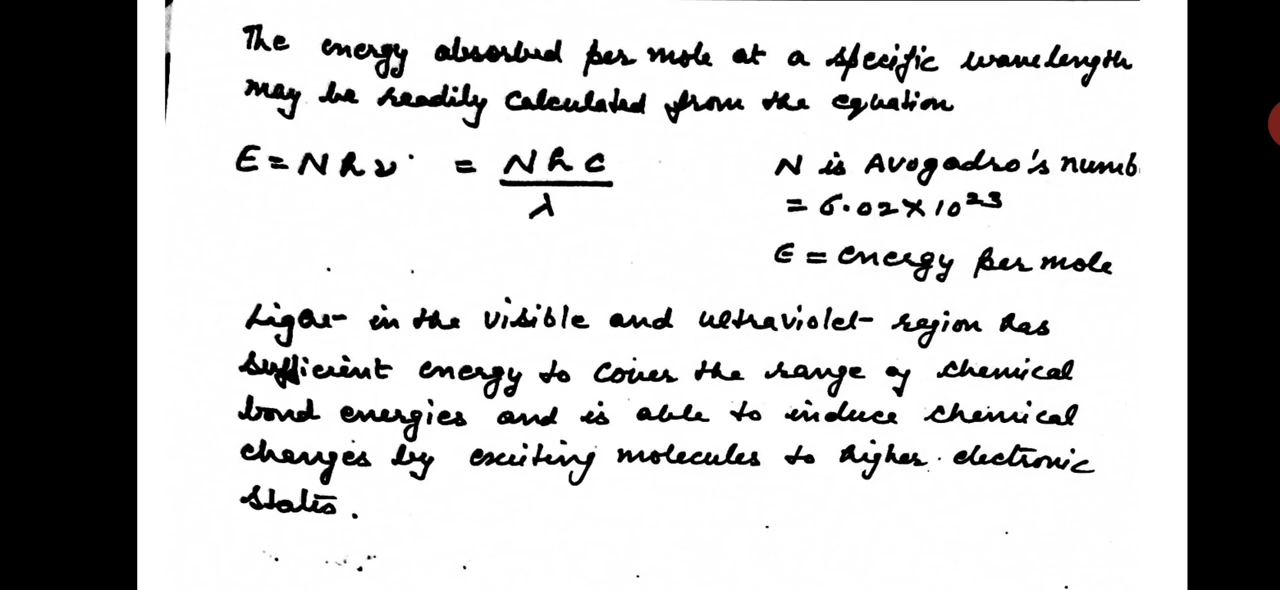 The energy absorbed per mole at a specific wavelength
may be readily calculated from the equation
E = Nhν = Nhc / λ
N is Avogadro's numb
= 6.02 × 10²³
E = energy per mole
Light in the visible and ultraviolet region has
sufficient energy to cover the range of chemical
bond energies and is able to induce chemical
changes by exciting molecules to higher electronic
states.